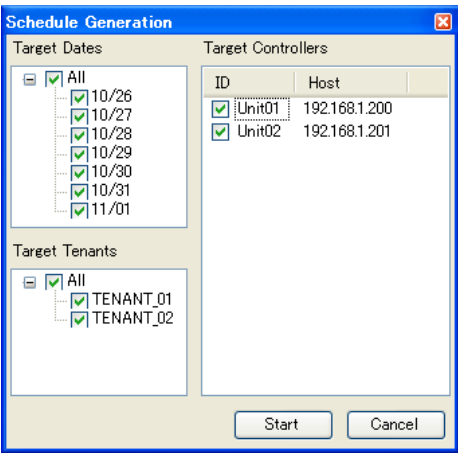 Schedule Generation
Target Dates
All
10/26
10/27
10/28
10/29
10/30
10/31
11/01
Target Tenants
All
TENANT_01
TENANT_02
Target Controllers
ID Host
Unit01 192.168.1.200
Unit02 192.168.1.201
Start Cancel